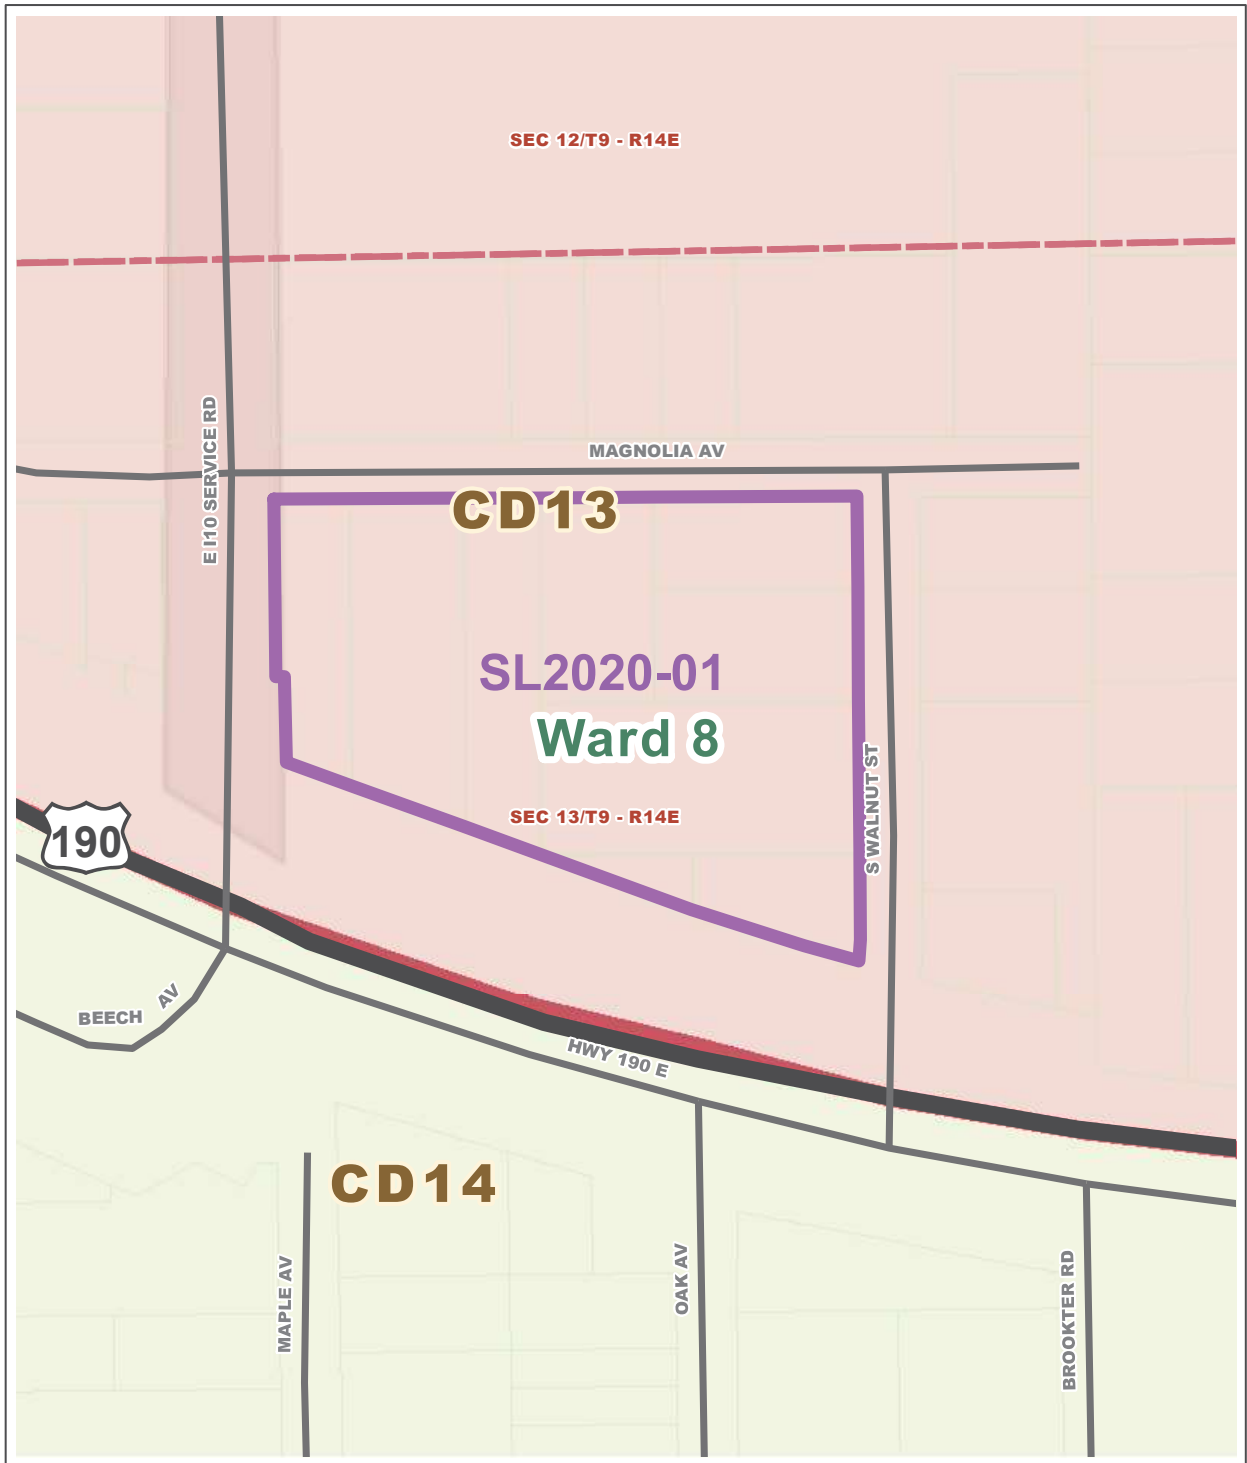 SEC 12/T9 - R14E
E I10 SERVICE RD
MAGNOLIA AV
CD13
SL2020-01
Ward 8
SEC 13/T9 - R14E
S WALNUT ST
190
BEECH AV
HWY 190 E
CD14
MAPLE AV
OAK AV
BROOKTER RD